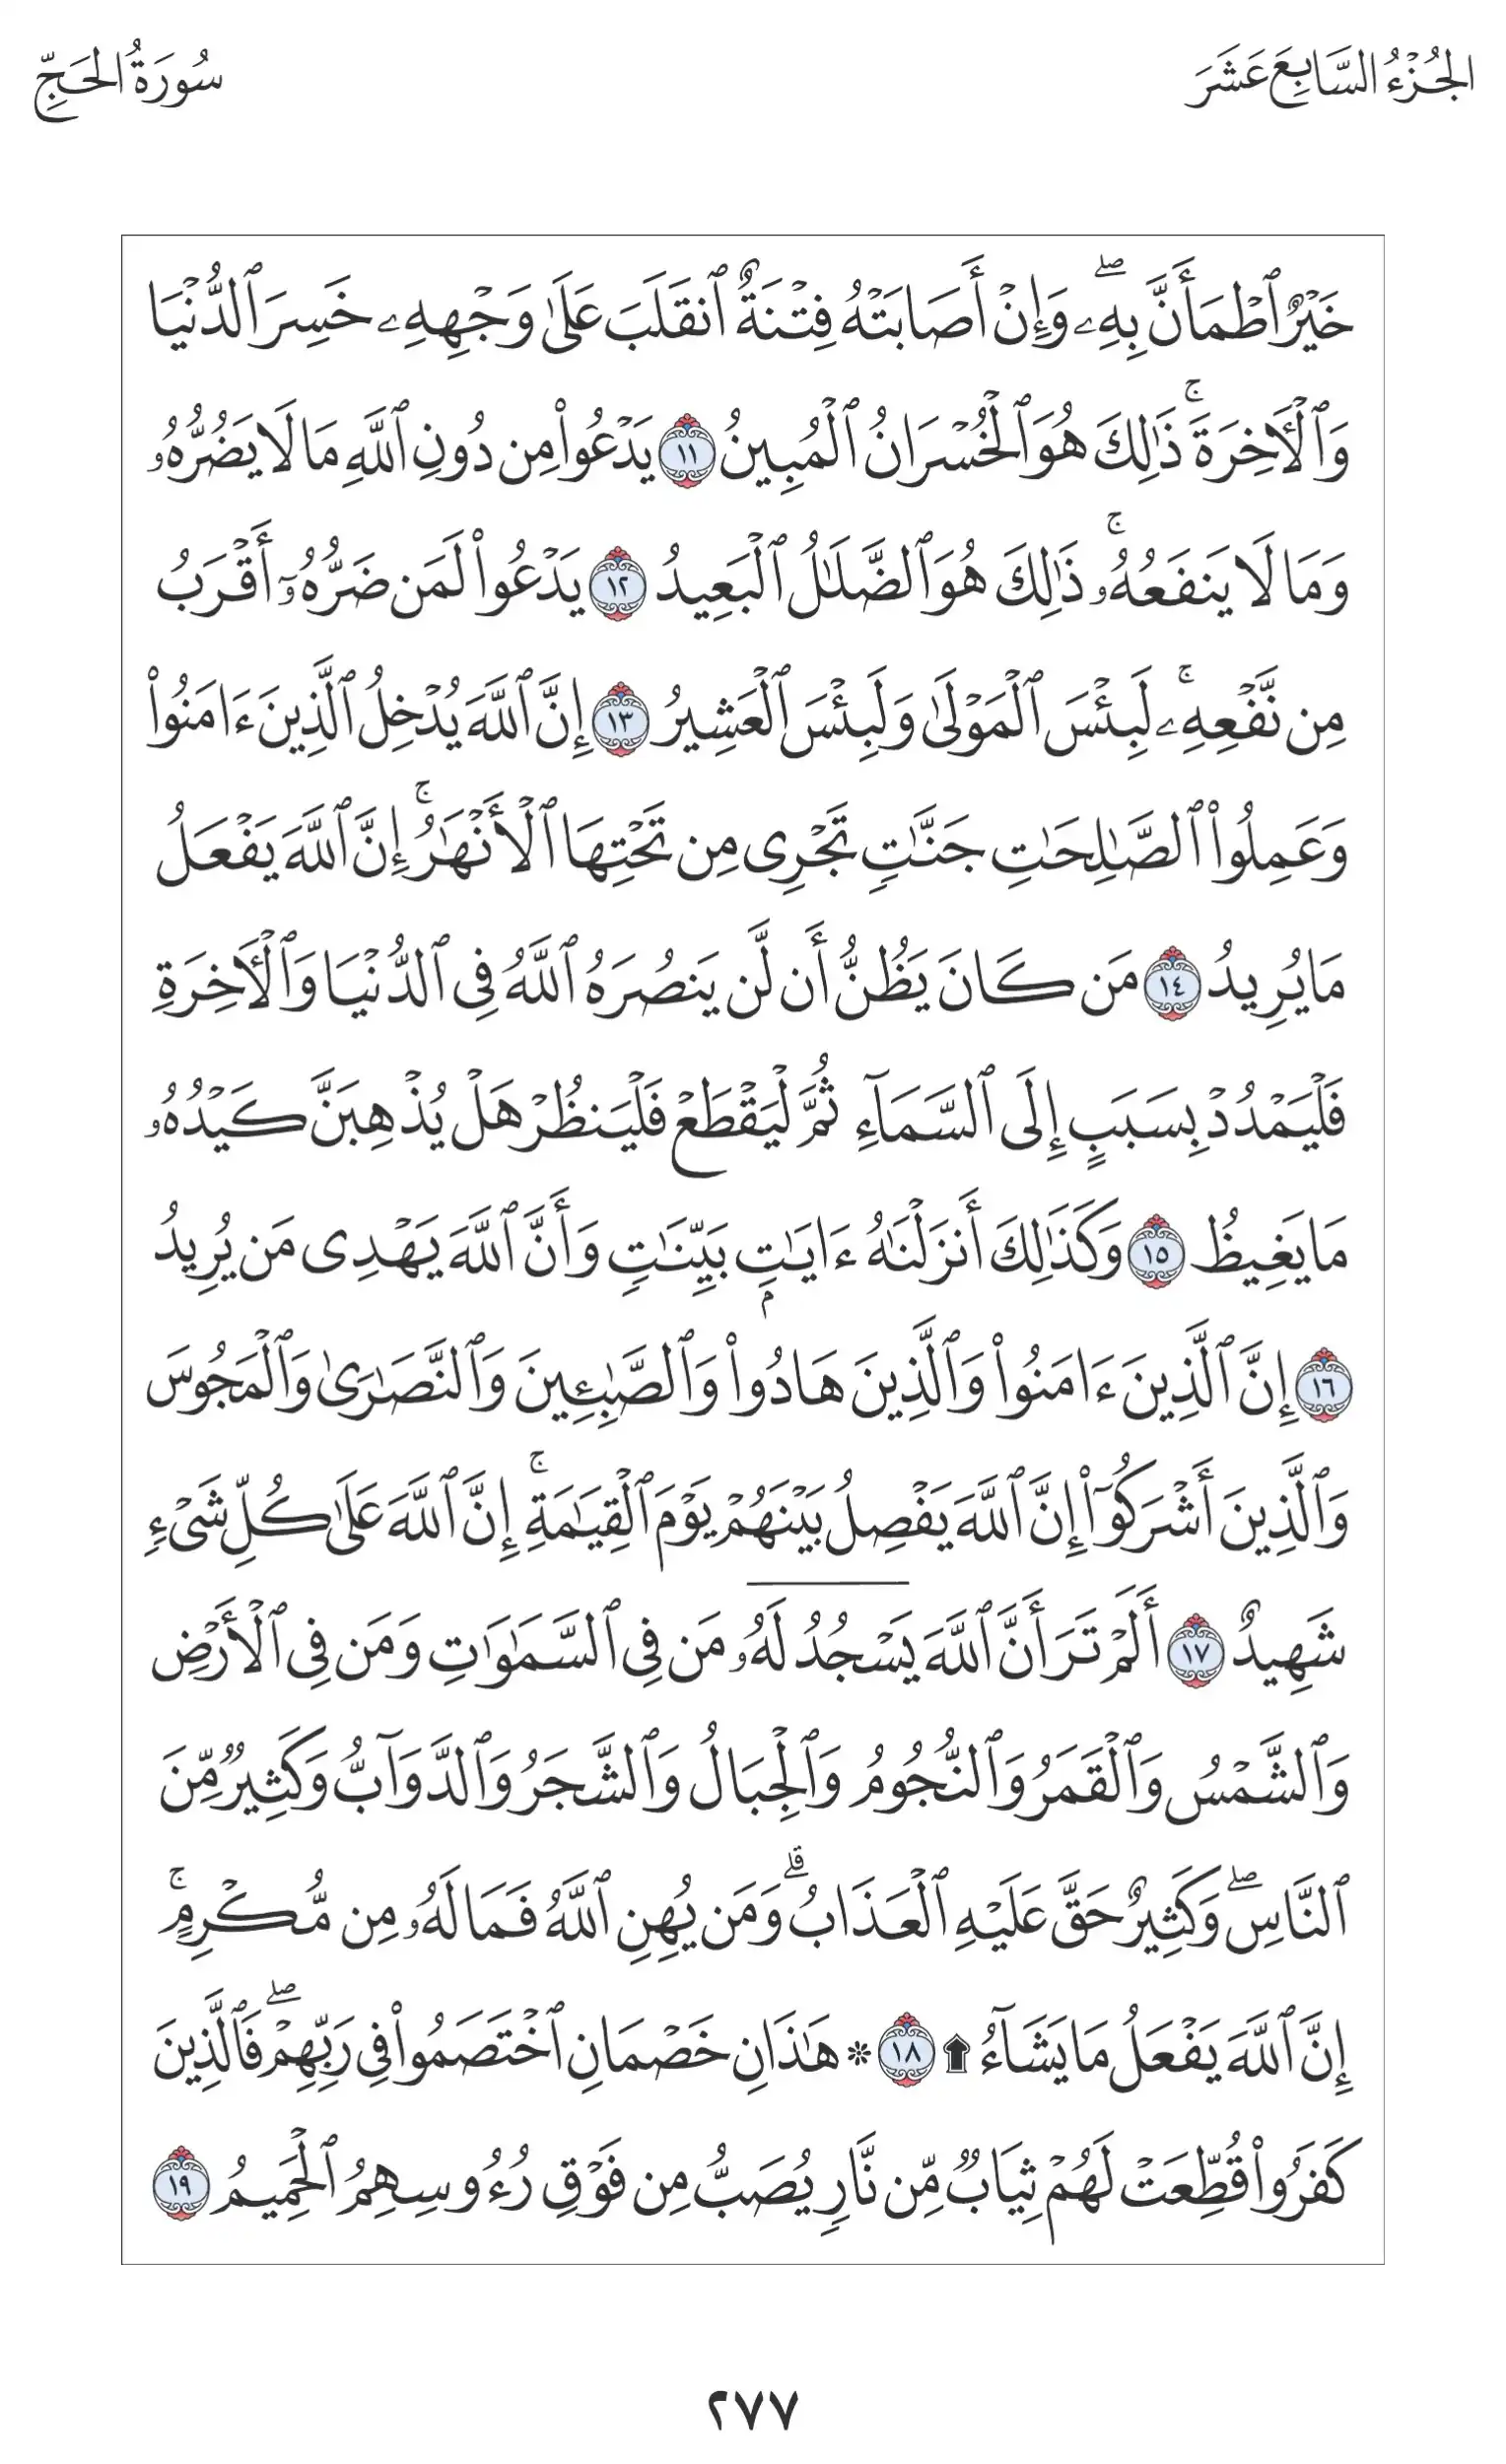 الجُزْءُ السَّابِعَ عَشَرَ
سُورَةُ الحَجِّ
خَيْرٌ ٱطْمَأَنَّ بِهِۦۖ وَإِنْ أَصَابَتْهُ فِتْنَةٌ ٱنقَلَبَ عَلَىٰ وَجْهِهِۦ خَسِرَ ٱلدُّنْيَا
وَٱلْأَخِرَةَۚ ذَٰلِكَ هُوَ ٱلْخُسْرَانُ ٱلْمُبِينُ ١١ يَدْعُوا۟ مِن دُونِ ٱللَّهِ مَا لَا يَضُرُّهُۥ
وَمَا لَا يَنفَعُهُۥۚ ذَٰلِكَ هُوَ ٱلضَّلَٰلُ ٱلْبَعِيدُ ١٢ يَدْعُوا۟ لَمَن ضَرُّهُۥٓ أَقْرَبُ
مِن نَّفْعِهِۦۚ لَبِئْسَ ٱلْمَوْلَىٰ وَلَبِئْسَ ٱلْعَشِيرُ ١٣ إِنَّ ٱللَّهَ يُدْخِلُ ٱلَّذِينَ ءَامَنُوا۟
وَعَمِلُوا۟ ٱلصَّٰلِحَٰتِ جَنَّٰتٍ تَجْرِى مِن تَحْتِهَا ٱلْأَنْهَٰرُۚ إِنَّ ٱللَّهَ يَفْعَلُ
مَا يُرِيدُ ١٤ مَن كَانَ يَظُنُّ أَن لَّن يَنصُرَهُ ٱللَّهُ فِى ٱلدُّنْيَا وَٱلْأَخِرَةِ
فَلْيَمْدُدْ بِسَبَبٍ إِلَى ٱلسَّمَآءِ ثُمَّ لْيَقْطَعْ فَلْيَنظُرْ هَلْ يُذْهِبَنَّ كَيْدُهُۥ
مَا يَغِيظُ ١٥ وَكَذَٰلِكَ أَنزَلْنَٰهُ ءَايَٰتٍۭ بَيِّنَٰتٍ وَأَنَّ ٱللَّهَ يَهْدِى مَن يُرِيدُ
١٦ إِنَّ ٱلَّذِينَ ءَامَنُوا۟ وَٱلَّذِينَ هَادُوا۟ وَٱلصَّٰبِـِٔينَ وَٱلنَّصَٰرَىٰ وَٱلْمَجُوسَ
وَٱلَّذِينَ أَشْرَكُوٓا۟ إِنَّ ٱللَّهَ يَفْصِلُ بَيْنَهُمْ يَوْمَ ٱلْقِيَٰمَةِۚ إِنَّ ٱللَّهَ عَلَىٰ كُلِّ شَىْءٍ
شَهِيدٌ ١٧ أَلَمْ تَرَ أَنَّ ٱللَّهَ يَسْجُدُ لَهُۥ مَن فِى ٱلسَّمَٰوَٰتِ وَمَن فِى ٱلْأَرْضِ
وَٱلشَّمْسُ وَٱلْقَمَرُ وَٱلنُّجُومُ وَٱلْجِبَالُ وَٱلشَّجَرُ وَٱلدَّوَآبُّ وَكَثِيرٌ مِّنَ
ٱلنَّاسِۖ وَكَثِيرٌ حَقَّ عَلَيْهِ ٱلْعَذَابُۗ وَمَن يُهِنِ ٱللَّهُ فَمَا لَهُۥ مِن مُّكْرِمٍۚ
إِنَّ ٱللَّهَ يَفْعَلُ مَا يَشَآءُ ۩ ١٨ * هَٰذَانِ خَصْمَانِ ٱخْتَصَمُوا۟ فِى رَبِّهِمْۖ فَٱلَّذِينَ
كَفَرُوا۟ قُطِّعَتْ لَهُمْ ثِيَابٌ مِّن نَّارٍ يُصَبُّ مِن فَوْقِ رُءُوسِهِمُ ٱلْحَمِيمُ ١٩
٢٧٧